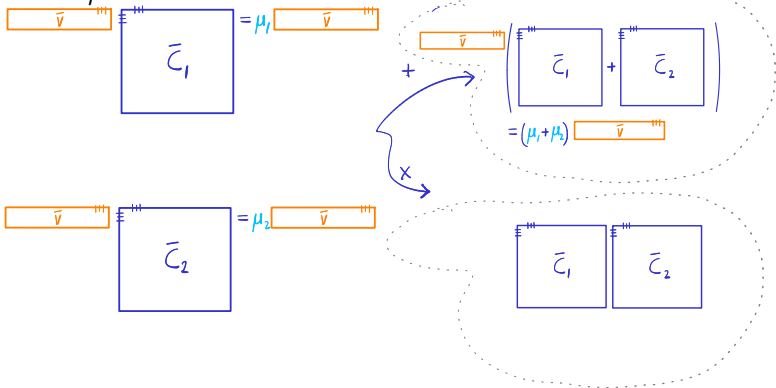 v̄ C̄₁ = μ₁ v̄
v̄ C̄₂ = μ₂ v̄
+
x
v̄ ( C̄₁ + C̄₂ )
= (μ₁+μ₂) v̄
C̄₁ C̄₂